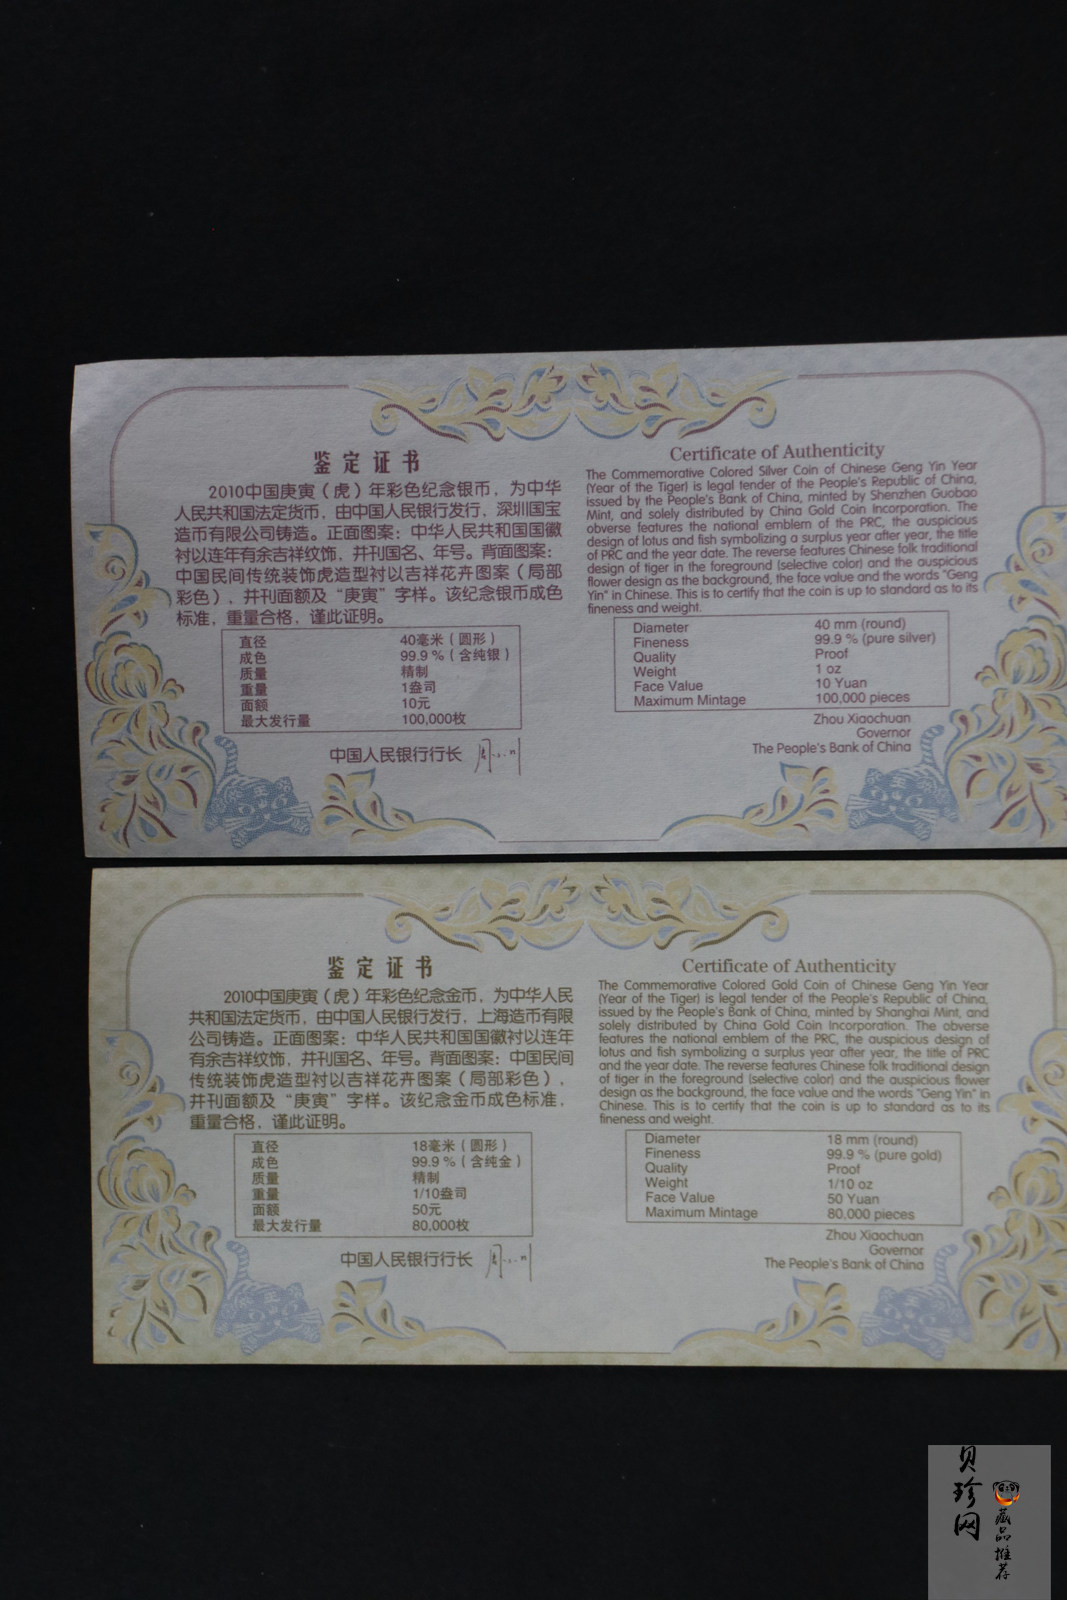 鉴定证书
2010中国庚寅（虎）年彩色纪念银币，为中华
人民共和国法定货币，由中国人民银行发行，深圳国宝
造币有限公司铸造。正面图案：中华人民共和国国徽
衬以连年有余吉祥纹饰，并刊国名、年号。背面图案：
中国民间传统装饰虎造型衬以吉祥花卉图案（局部
彩色），并刊面额及“庚寅”字样。该纪念银币成色
标准，重量合格，谨此证明。
直径 40毫米（圆形）
成色 99.9％（含纯银）
质量 精制
重量 1盎司
面额 10元
最大发行量 100,000枚
中国人民银行行长
Certificate of Authenticity
The Commemorative Colored Silver Coin of Chinese Geng Yin Year
(Year of the Tiger) is legal tender of the People's Republic of China,
issued by the People's Bank of China, minted by Shenzhen Guobao
Mint, and solely distributed by China Gold Coin Incorporation. The
obverse features the national emblem of the PRC, the auspicious
design of lotus and fish symbolizing a surplus year after year, the title
of PRC and the year date. The reverse features Chinese folk traditional
design of tiger in the foreground (selective color) and the auspicious
flower design as the background, the face value and the words "Geng
Yin" in Chinese. This is to certify that the coin is up to standard as to its
fineness and weight.
Diameter 40 mm (round)
Fineness 99.9 % (pure silver)
Quality Proof
Weight 1 oz
Face Value 10 Yuan
Maximum Mintage 100,000 pieces
Zhou Xiaochuan
Governor
The People's Bank of China
鉴定证书
2010中国庚寅（虎）年彩色纪念金币，为中华人民
共和国法定货币，由中国人民银行发行，上海造币有限
公司铸造。正面图案：中华人民共和国国徽衬以连年
有余吉祥纹饰，并刊国名、年号。背面图案：中国民间
传统装饰虎造型衬以吉祥花卉图案（局部彩色），
并刊面额及“庚寅”字样。该纪念金币成色标准，
重量合格，谨此证明。
直径 18毫米（圆形）
成色 99.9％（含纯金）
质量 精制
重量 1/10盎司
面额 50元
最大发行量 80,000枚
中国人民银行行长
Certificate of Authenticity
The Commemorative Colored Gold Coin of Chinese Geng Yin Year
(Year of the Tiger) is legal tender of the People's Republic of China,
issued by the People's Bank of China, minted by Shanghai Mint, and
solely distributed by China Gold Coin Incorporation. The obverse
features the national emblem of the PRC, the auspicious design of
lotus and fish symbolizing a surplus year after year, the title of PRC
and the year date. The reverse features Chinese folk traditional design
of tiger in the foreground (selective color) and the auspicious flower
design as the background, the face value and the words "Geng Yin" in
Chinese. This is to certify that the coin is up to standard as to its
fineness and weight.
Diameter 18 mm (round)
Fineness 99.9 % (pure gold)
Quality Proof
Weight 1/10 oz
Face Value 50 Yuan
Maximum Mintage 80,000 pieces
Zhou Xiaochuan
Governor
The People's Bank of China
贝珍网
藏品推荐